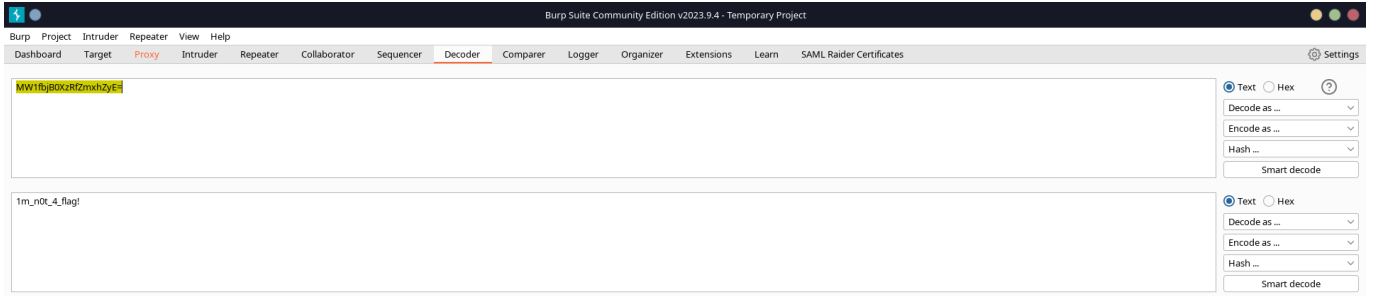 Burp Suite Community Edition v2023.9.4 - Temporary Project
Burp Project Intruder Repeater View Help
Dashboard Target Proxy Intruder Repeater Collaborator Sequencer Decoder Comparer Logger Organizer Extensions Learn SAML Raider Certificates Settings
MW1fbjB0XzRfZmxhZyE=
Text Hex ?
Decode as ...
Encode as ...
Hash ...
Smart decode
1m_n0t_4_flag!
Text Hex
Decode as ...
Encode as ...
Hash ...
Smart decode